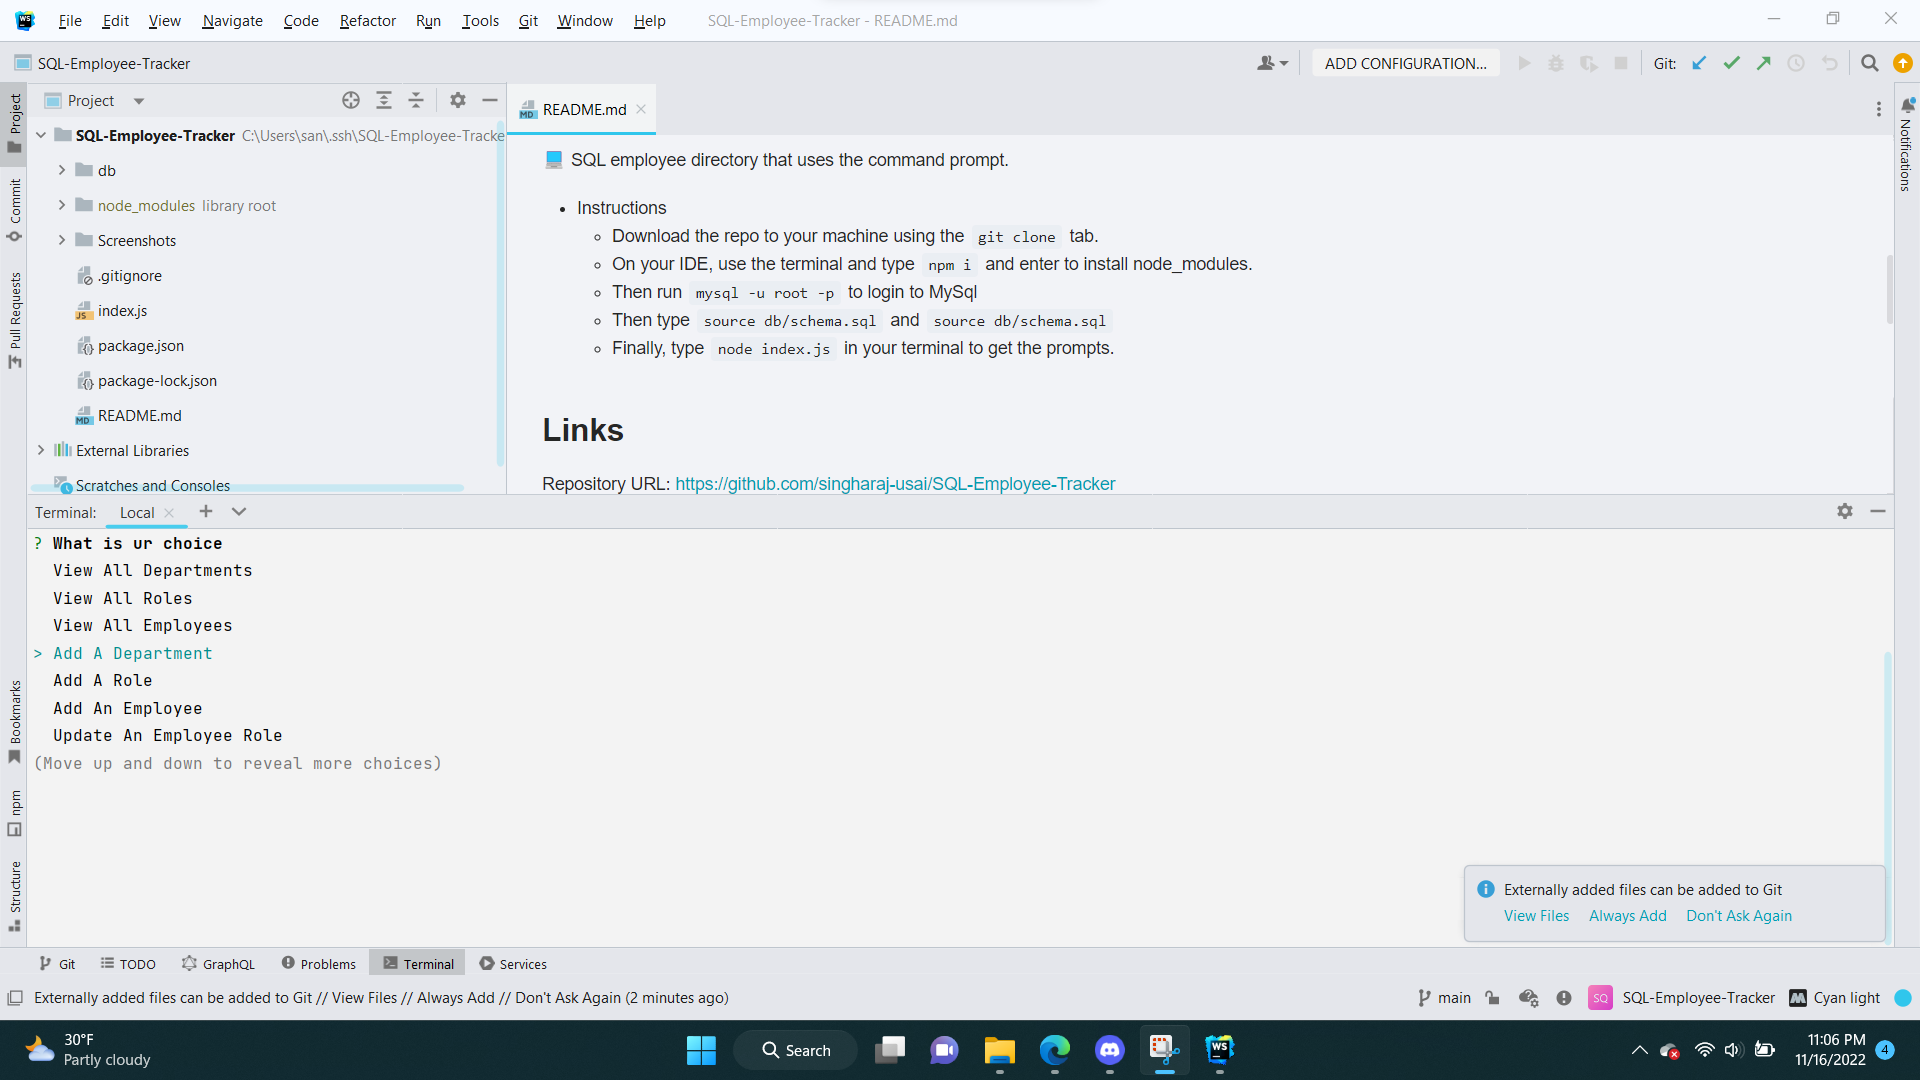 WS File Edit View Navigate Code Refactor Run Tools Git Window Help SQL-Employee-Tracker - README.md
SQL-Employee-Tracker ADD CONFIGURATION... Git:
Project
README.md
SQL-Employee-Tracker C:\Users\san\.ssh\SQL-Employee-Tracke
db
node_modules library root
Screenshots
.gitignore
index.js
package.json
package-lock.json
README.md
External Libraries
Scratches and Consoles
Project
Commit
Pull Requests
Bookmarks
npm
Structure
Notifications
SQL employee directory that uses the command prompt.
• Instructions
◦ Download the repo to your machine using the git clone tab.
◦ On your IDE, use the terminal and type npm i and enter to install node_modules.
◦ Then run mysql -u root -p to login to MySql
◦ Then type source db/schema.sql and source db/schema.sql
◦ Finally, type node index.js in your terminal to get the prompts.
Links
Repository URL: https://github.com/singharaj-usai/SQL-Employee-Tracker
Terminal: Local
? What is ur choice
View All Departments
View All Roles
View All Employees
> Add A Department
Add A Role
Add An Employee
Update An Employee Role
(Move up and down to reveal more choices)
Externally added files can be added to Git
View Files Always Add Don't Ask Again
Git TODO GraphQL Problems Terminal Services
Externally added files can be added to Git // View Files // Always Add // Don't Ask Again (2 minutes ago) main SQ SQL-Employee-Tracker Cyan light
30°F
Partly cloudy
Search
WS
11:06 PM
11/16/2022
4